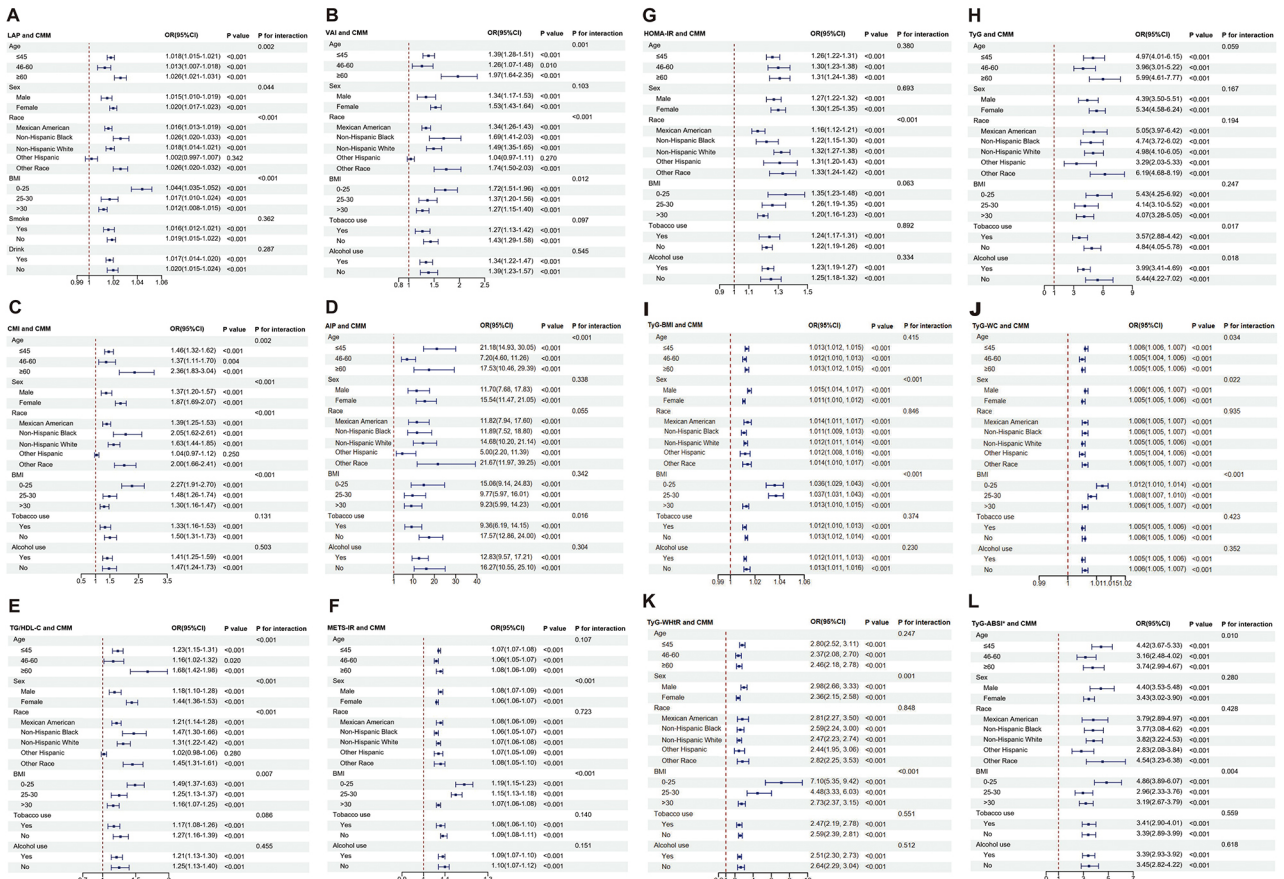 A
LAP and CMM OR(95%CI) P value P for interaction
Age 0.002
≤45 1.018(1.015-1.021) <0.001
46-60 1.013(1.007-1.018) <0.001
≥60 1.026(1.021-1.031) <0.001
Sex 0.044
Male 1.015(1.010-1.019) <0.001
Female 1.020(1.017-1.023) <0.001
Race <0.001
Mexican American 1.016(1.013-1.019) <0.001
Non-Hispanic Black 1.026(1.020-1.033) <0.001
Non-Hispanic White 1.018(1.014-1.021) <0.001
Other Hispanic 1.002(0.997-1.007) 0.342
Other Race 1.026(1.020-1.032) <0.001
BMI <0.001
0-25 1.044(1.035-1.052) <0.001
25-30 1.017(1.010-1.024) <0.001
>30 1.012(1.008-1.015) <0.001
Smoke 0.362
Yes 1.016(1.012-1.021) <0.001
No 1.019(1.015-1.022) <0.001
Drink 0.287
Yes 1.017(1.014-1.020) <0.001
No 1.020(1.015-1.024) <0.001
0.99 1 1.02 1.04 1.06
B
VAI and CMM OR(95%CI) P value P for interaction
Age 0.001
≤45 1.39(1.28-1.51) <0.001
46-60 1.26(1.07-1.48) 0.010
≥60 1.97(1.64-2.35) <0.001
Sex 0.103
Male 1.34(1.17-1.53) <0.001
Female 1.53(1.43-1.64) <0.001
Race <0.001
Mexican American 1.34(1.26-1.43) <0.001
Non-Hispanic Black 1.69(1.41-2.03) <0.001
Non-Hispanic White 1.49(1.35-1.65) <0.001
Other Hispanic 1.04(0.97-1.11) 0.270
Other Race 1.74(1.50-2.03) <0.001
BMI 0.012
0-25 1.72(1.51-1.96) <0.001
25-30 1.37(1.20-1.56) <0.001
>30 1.27(1.15-1.40) <0.001
Tobacco use 0.097
Yes 1.27(1.13-1.42) <0.001
No 1.43(1.29-1.58) <0.001
Alcohol use 0.545
Yes 1.34(1.22-1.47) <0.001
No 1.39(1.23-1.57) <0.001
0.8 1 1.5 2 2.5
G
HOMA-IR and CMM OR(95%CI) P value P for interaction
Age 0.380
≤45 1.26(1.22-1.31) <0.001
46-60 1.30(1.23-1.38) <0.001
≥60 1.31(1.24-1.38) <0.001
Sex 0.693
Male 1.27(1.22-1.32) <0.001
Female 1.30(1.25-1.35) <0.001
Race <0.001
Mexican American 1.16(1.12-1.21) <0.001
Non-Hispanic Black 1.22(1.15-1.30) <0.001
Non-Hispanic White 1.32(1.27-1.38) <0.001
Other Hispanic 1.31(1.20-1.43) <0.001
Other Race 1.33(1.24-1.42) <0.001
BMI 0.063
0-25 1.35(1.23-1.48) <0.001
25-30 1.26(1.19-1.35) <0.001
>30 1.20(1.16-1.23) <0.001
Tobacco use 0.892
Yes 1.24(1.17-1.31) <0.001
No 1.22(1.19-1.26) <0.001
Alcohol use 0.334
Yes 1.23(1.19-1.27) <0.001
No 1.25(1.18-1.32) <0.001
0.9 1 1.1 1.3 1.5
H
TyG and CMM OR(95%CI) P value P for interaction
Age 0.059
≤45 4.97(4.01-6.15) <0.001
46-60 3.96(3.01-5.22) <0.001
≥60 5.99(4.61-7.77) <0.001
Sex 0.167
Male 4.39(3.50-5.51) <0.001
Female 5.34(4.58-6.24) <0.001
Race 0.194
Mexican American 5.05(3.97-6.42) <0.001
Non-Hispanic Black 4.74(3.72-6.02) <0.001
Non-Hispanic White 4.98(4.10-6.05) <0.001
Other Hispanic 3.29(2.03-5.33) <0.001
Other Race 6.19(4.68-8.19) <0.001
BMI 0.247
0-25 5.43(4.25-6.92) <0.001
25-30 4.14(3.10-5.52) <0.001
>30 4.07(3.28-5.05) <0.001
Tobacco use 0.017
Yes 3.57(2.88-4.42) <0.001
No 4.84(4.05-5.78) <0.001
Alcohol use 0.018
Yes 3.99(3.41-4.69) <0.001
No 5.44(4.22-7.02) <0.001
0 1 3 6 9
C
CMI and CMM OR(95%CI) P value P for interaction
Age 0.002
≤45 1.46(1.32-1.62) <0.001
46-60 1.37(1.11-1.70) 0.004
≥60 2.36(1.83-3.04) <0.001
Sex <0.001
Male 1.37(1.20-1.57) <0.001
Female 1.87(1.69-2.07) <0.001
Race <0.001
Mexican American 1.39(1.25-1.53) <0.001
Non-Hispanic Black 2.05(1.62-2.61) <0.001
Non-Hispanic White 1.63(1.44-1.85) <0.001
Other Hispanic 1.04(0.97-1.12) 0.250
Other Race 2.00(1.66-2.41) <0.001
BMI <0.001
0-25 2.27(1.91-2.70) <0.001
25-30 1.48(1.26-1.74) <0.001
>30 1.30(1.16-1.47) <0.001
Tobacco use 0.131
Yes 1.33(1.16-1.53) <0.001
No 1.50(1.31-1.73) <0.001
Alcohol use 0.503
Yes 1.41(1.25-1.59) <0.001
No 1.47(1.24-1.73) <0.001
0.5 1 1.5 2.5 3.5
D
AIP and CMM OR(95%CI) P value P for interaction
Age <0.001
≤45 21.18(14.93, 30.05) <0.001
46-60 7.20(4.60, 11.26) <0.001
≥60 17.53(10.46, 29.39) <0.001
Sex 0.338
Male 11.70(7.68, 17.83) <0.001
Female 15.54(11.47, 21.05) <0.001
Race 0.055
Mexican American 11.82(7.94, 17.60) <0.001
Non-Hispanic Black 11.89(7.52, 18.80) <0.001
Non-Hispanic White 14.68(10.20, 21.14) <0.001
Other Hispanic 5.00(2.20, 11.39) <0.001
Other Race 21.67(11.97, 39.25) <0.001
BMI 0.342
0-25 15.06(9.14, 24.83) <0.001
25-30 9.77(5.97, 16.01) <0.001
>30 9.23(5.99, 14.23) <0.001
Tobacco use 0.016
Yes 9.36(6.19, 14.15) <0.001
No 17.57(12.86, 24.00) <0.001
Alcohol use 0.304
Yes 12.83(9.57, 17.21) <0.001
No 16.27(10.55, 25.10) <0.001
1 10 20 30 40
I
TyG-BMI and CMM OR(95%CI) P value P for interaction
Age 0.415
≤45 1.013(1.012, 1.015) <0.001
46-60 1.012(1.010, 1.013) <0.001
≥60 1.013(1.012, 1.015) <0.001
Sex <0.001
Male 1.015(1.014, 1.017) <0.001
Female 1.011(1.010, 1.012) <0.001
Race 0.846
Mexican American 1.014(1.011, 1.017) <0.001
Non-Hispanic Black 1.011(1.009, 1.013) <0.001
Non-Hispanic White 1.012(1.011, 1.014) <0.001
Other Hispanic 1.012(1.008, 1.016) <0.001
Other Race 1.014(1.010, 1.017) <0.001
BMI <0.001
0-25 1.036(1.029, 1.043) <0.001
25-30 1.037(1.031, 1.043) <0.001
>30 1.013(1.010, 1.015) <0.001
Tobacco use 0.374
Yes 1.012(1.010, 1.013) <0.001
No 1.013(1.012, 1.014) <0.001
Alcohol use 0.230
Yes 1.012(1.011, 1.013) <0.001
No 1.013(1.011, 1.016) <0.001
0.99 1 1.02 1.04 1.06
J
TyG-WC and CMM OR(95%CI) P value P for interaction
Age 0.034
≤45 1.006(1.006, 1.007) <0.001
46-60 1.005(1.004, 1.006) <0.001
≥60 1.005(1.005, 1.006) <0.001
Sex 0.022
Male 1.006(1.006, 1.007) <0.001
Female 1.005(1.005, 1.006) <0.001
Race 0.935
Mexican American 1.006(1.005, 1.007) <0.001
Non-Hispanic Black 1.006(1.005, 1.007) <0.001
Non-Hispanic White 1.005(1.005, 1.006) <0.001
Other Hispanic 1.005(1.004, 1.006) <0.001
Other Race 1.006(1.005, 1.007) <0.001
BMI <0.001
0-25 1.012(1.010, 1.014) <0.001
25-30 1.008(1.007, 1.010) <0.001
>30 1.006(1.005, 1.007) <0.001
Tobacco use 0.423
Yes 1.005(1.005, 1.006) <0.001
No 1.006(1.005, 1.006) <0.001
Alcohol use 0.352
Yes 1.005(1.005, 1.006) <0.001
No 1.006(1.005, 1.007) <0.001
0.99 1 1.01 1.015 1.02
E
TG/HDL-C and CMM OR(95%CI) P value P for interaction
Age <0.001
≤45 1.23(1.15-1.31) <0.001
46-60 1.16(1.02-1.32) 0.020
≥60 1.68(1.42-1.98) <0.001
Sex <0.001
Male 1.18(1.10-1.28) <0.001
Female 1.44(1.36-1.53) <0.001
Race <0.001
Mexican American 1.21(1.14-1.28) <0.001
Non-Hispanic Black 1.47(1.30-1.66) <0.001
Non-Hispanic White 1.31(1.22-1.42) <0.001
Other Hispanic 1.02(0.98-1.06) 0.280
Other Race 1.45(1.31-1.61) <0.001
BMI 0.007
0-25 1.49(1.37-1.63) <0.001
25-30 1.25(1.13-1.37) <0.001
>30 1.16(1.07-1.25) <0.001
Tobacco use 0.086
Yes 1.17(1.08-1.26) <0.001
No 1.27(1.16-1.39) <0.001
Alcohol use 0.455
Yes 1.21(1.13-1.30) <0.001
No 1.25(1.13-1.40) <0.001
F
METS-IR and CMM OR(95%CI) P value P for interaction
Age 0.107
≤45 1.07(1.07-1.08) <0.001
46-60 1.06(1.05-1.07) <0.001
≥60 1.08(1.06-1.09) <0.001
Sex <0.001
Male 1.08(1.07-1.09) <0.001
Female 1.06(1.06-1.07) <0.001
Race 0.723
Mexican American 1.08(1.06-1.09) <0.001
Non-Hispanic Black 1.06(1.05-1.07) <0.001
Non-Hispanic White 1.07(1.06-1.08) <0.001
Other Hispanic 1.07(1.05-1.09) <0.001
Other Race 1.08(1.05-1.10) <0.001
BMI <0.001
0-25 1.19(1.15-1.23) <0.001
25-30 1.15(1.13-1.18) <0.001
>30 1.07(1.06-1.08) <0.001
Tobacco use 0.140
Yes 1.08(1.06-1.10) <0.001
No 1.09(1.08-1.11) <0.001
Alcohol use 0.151
Yes 1.09(1.07-1.10) <0.001
No 1.10(1.07-1.12) <0.001
K
TyG-WHtR and CMM OR(95%CI) P value P for interaction
Age 0.247
≤45 2.80(2.52, 3.11) <0.001
46-60 2.37(2.08, 2.70) <0.001
≥60 2.46(2.18, 2.78) <0.001
Sex 0.001
Male 2.98(2.66, 3.33) <0.001
Female 2.36(2.15, 2.58) <0.001
Race 0.848
Mexican American 2.81(2.27, 3.50) <0.001
Non-Hispanic Black 2.59(2.24, 3.00) <0.001
Non-Hispanic White 2.47(2.23, 2.74) <0.001
Other Hispanic 2.44(1.95, 3.06) <0.001
Other Race 2.82(2.25, 3.53) <0.001
BMI <0.001
0-25 7.10(5.35, 9.42) <0.001
25-30 4.48(3.33, 6.03) <0.001
>30 2.73(2.37, 3.15) <0.001
Tobacco use 0.551
Yes 2.47(2.19, 2.78) <0.001
No 2.59(2.39, 2.81) <0.001
Alcohol use 0.512
Yes 2.51(2.30, 2.73) <0.001
No 2.64(2.29, 3.04) <0.001
L
TyG-ABSI* and CMM OR(95%CI) P value P for interaction
Age 0.010
≤45 4.42(3.67-5.33) <0.001
46-60 3.16(2.48-4.02) <0.001
≥60 3.74(2.99-4.67) <0.001
Sex 0.280
Male 4.40(3.53-5.48) <0.001
Female 3.43(3.02-3.90) <0.001
Race 0.428
Mexican American 3.79(2.89-4.97) <0.001
Non-Hispanic Black 3.77(3.08-4.62) <0.001
Non-Hispanic White 3.82(3.22-4.53) <0.001
Other Hispanic 2.83(2.08-3.84) <0.001
Other Race 4.54(3.23-6.38) <0.001
BMI 0.004
0-25 4.86(3.89-6.07) <0.001
25-30 2.96(2.33-3.76) <0.001
>30 3.19(2.67-3.79) <0.001
Tobacco use 0.559
Yes 3.41(2.90-4.01) <0.001
No 3.39(2.89-3.99) <0.001
Alcohol use 0.618
Yes 3.39(2.93-3.92) <0.001
No 3.45(2.82-4.22) <0.001